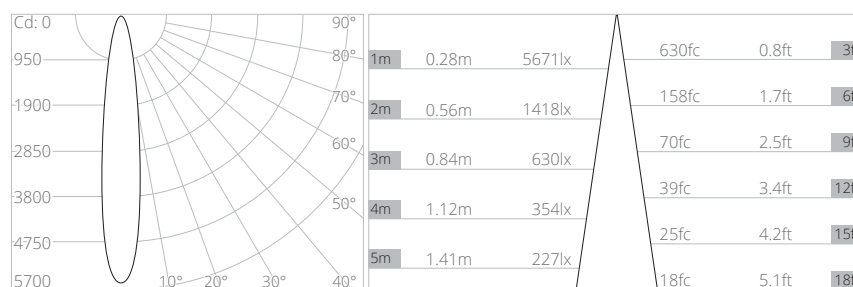 Cd: 0
950
1900
2850
3800
4750
5700
90°
80°
70°
60°
50°
10° 20° 30° 40°
1m 0.28m 5671lx
2m 0.56m 1418lx
3m 0.84m 630lx
4m 1.12m 354lx
5m 1.41m 227lx
630fc 0.8ft
158fc 1.7ft
70fc 2.5ft
39fc 3.4ft
25fc 4.2ft
18fc 5.1ft